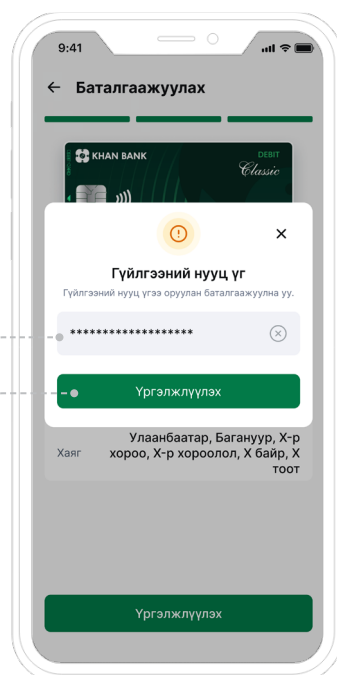 9:41
← Баталгаажуулах
KHAN BANK
DEBIT
Classic
Гүйлгээний нууц үг
Гүйлгээний нууц үгээ оруулан баталгаажуулна уу.
*******************
Үргэлжлүүлэх
Улаанбаатар, Багануур, Х-р
Хаяг хороо, Х-р хороолол, Х байр, Х
тоот
Үргэлжлүүлэх